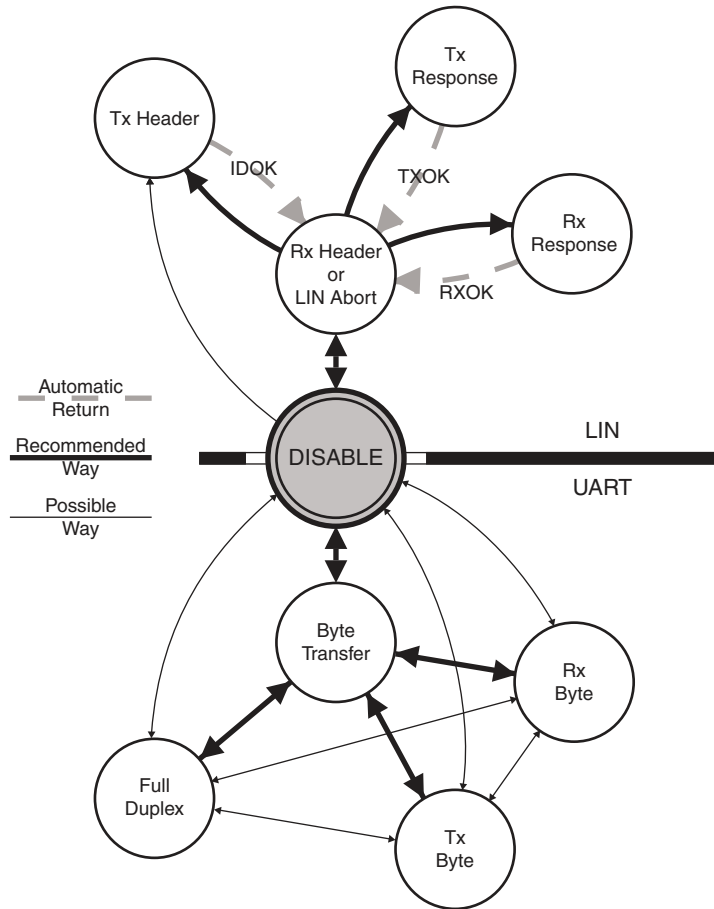 Tx
Response
Tx Header
IDOK
TXOK
Rx
Response
Rx Header
or
LIN Abort
RXOK
Automatic
Return
Recommended
Way
Possible
Way
DISABLE
LIN
UART
Byte
Transfer
Rx
Byte
Full
Duplex
Tx
Byte